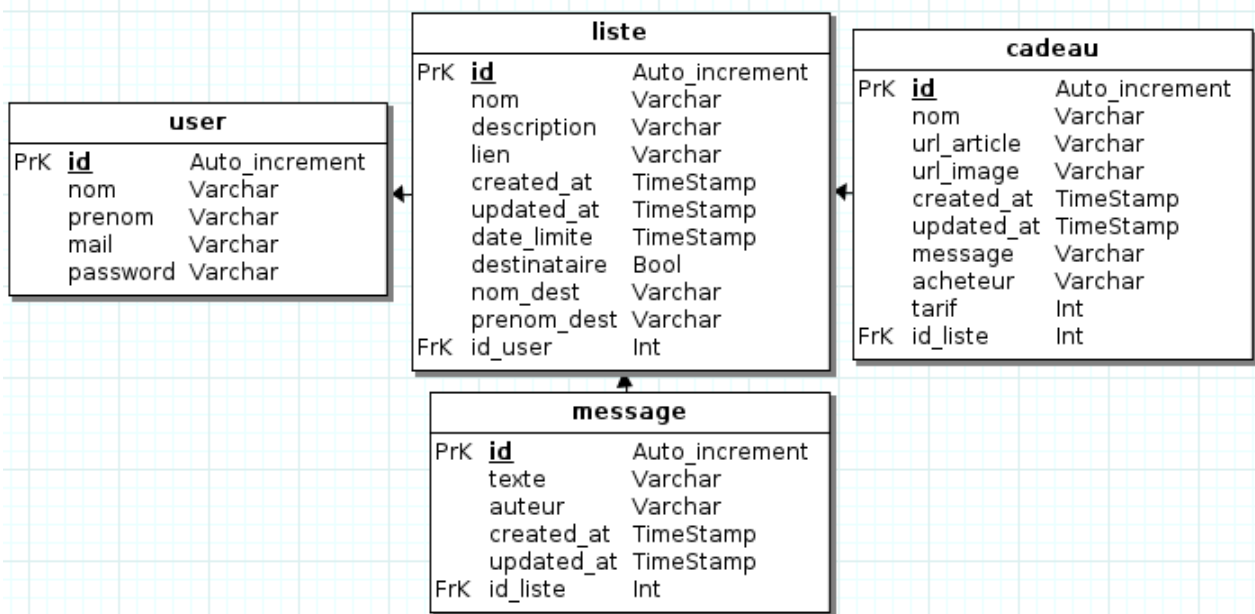 user
PrK id Auto_increment
nom Varchar
prenom Varchar
mail Varchar
password Varchar
liste
PrK id Auto_increment
nom Varchar
description Varchar
lien Varchar
created_at TimeStamp
updated_at TimeStamp
date_limite TimeStamp
destinataire Bool
nom_dest Varchar
prenom_dest Varchar
FrK id_user Int
cadeau
PrK id Auto_increment
nom Varchar
url_article Varchar
url_image Varchar
created_at TimeStamp
updated_at TimeStamp
message Varchar
acheteur Varchar
tarif Int
FrK id_liste Int
message
PrK id Auto_increment
texte Varchar
auteur Varchar
created_at TimeStamp
updated_at TimeStamp
FrK id_liste Int